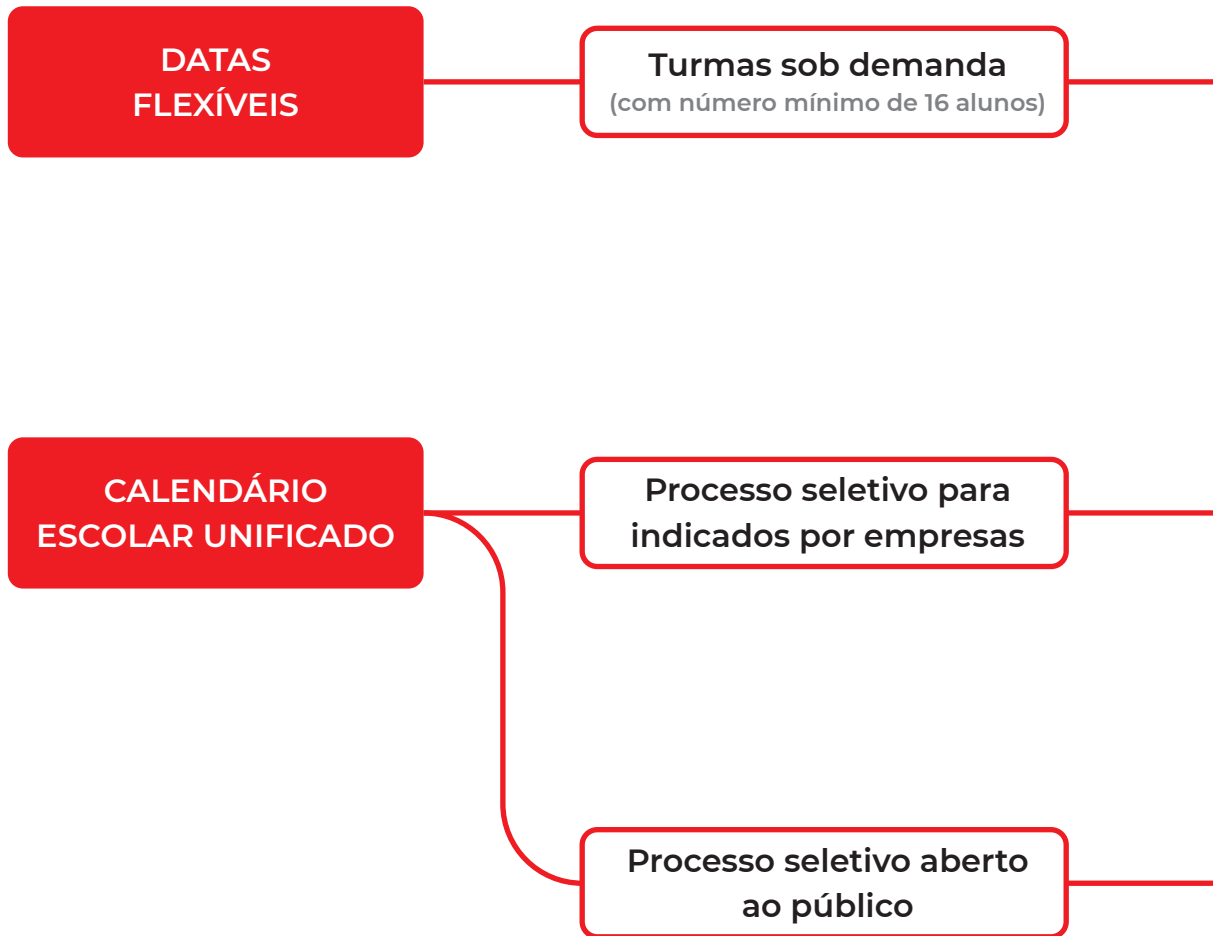 DATAS
FLEXÍVEIS
Turmas sob demanda
(com número mínimo de 16 alunos)
CALENDÁRIO
ESCOLAR UNIFICADO
Processo seletivo para
indicados por empresas
Processo seletivo aberto
ao público